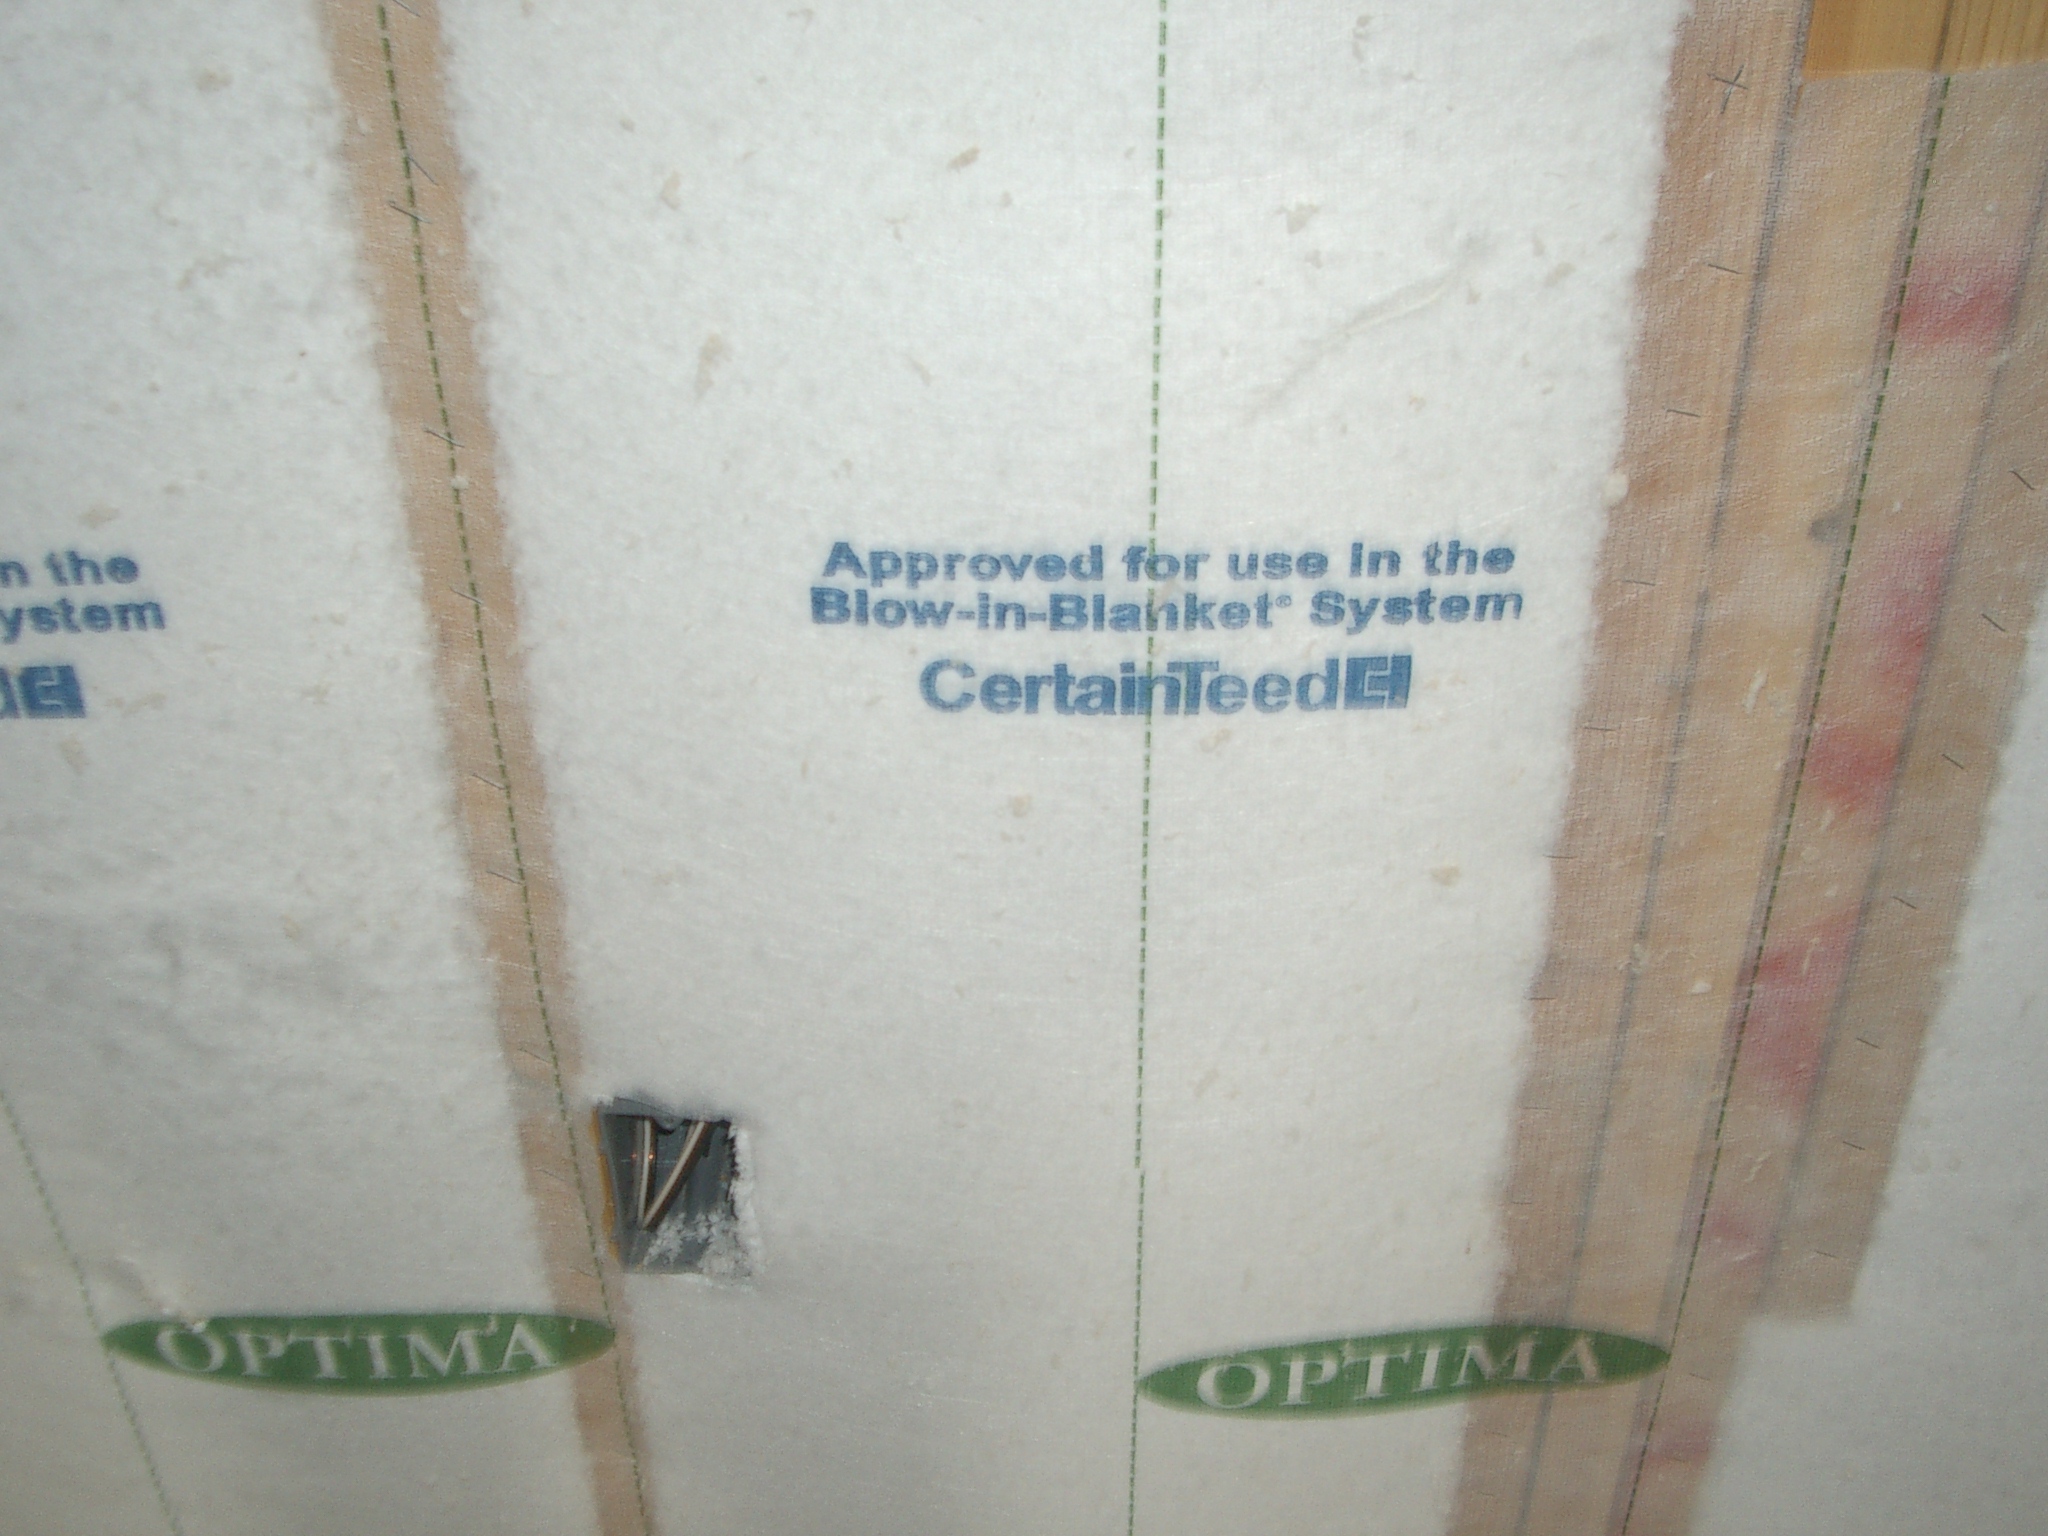 n the
ystem
Approved for use in the
Blow-in-Blanket® System
CertainTeed
OPTIMA
OPTIMA